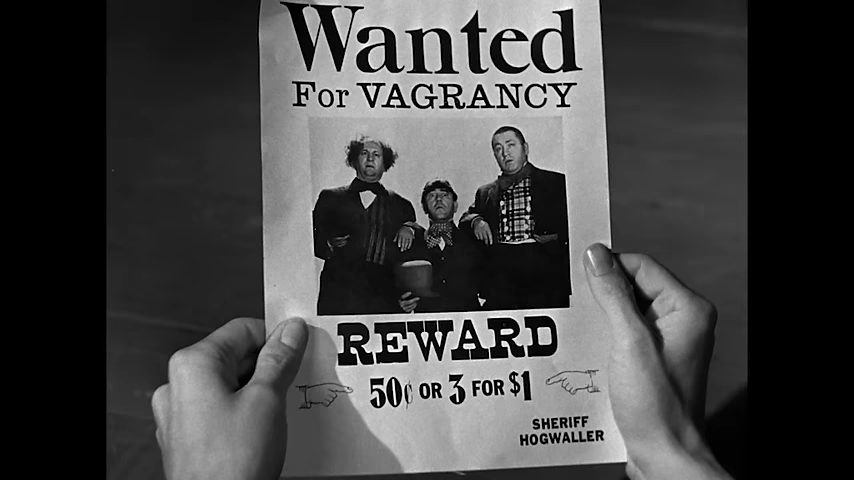 Wanted
For VAGRANCY
REWARD
50¢ OR 3 FOR $1
SHERIFF
HOGWALLER